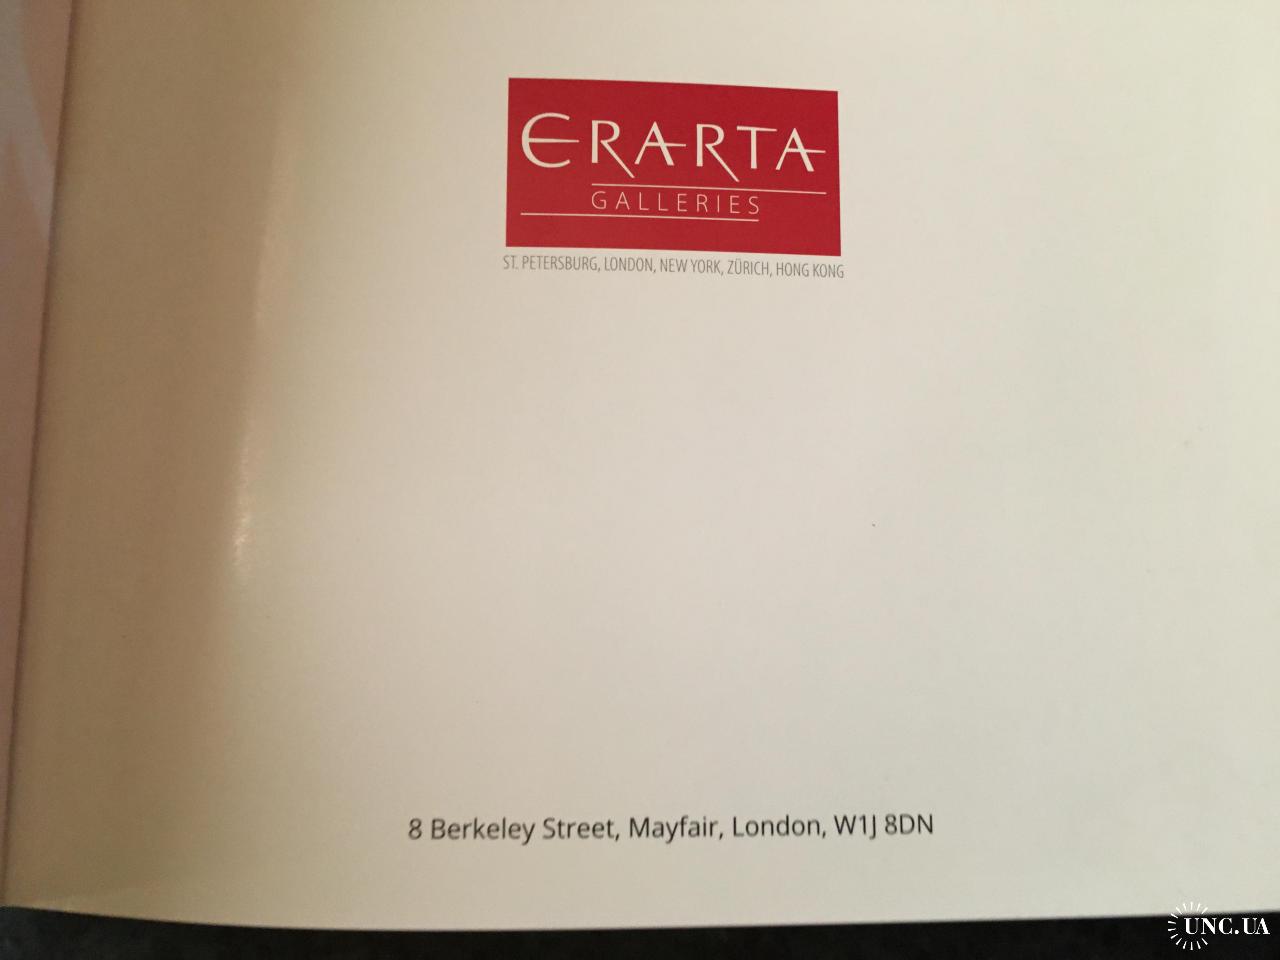 ERARTA
GALLERIES
ST. PETERSBURG, LONDON, NEW YORK, ZÜRICH, HONG KONG
8 Berkeley Street, Mayfair, London, W1J 8DN
UNC.UA